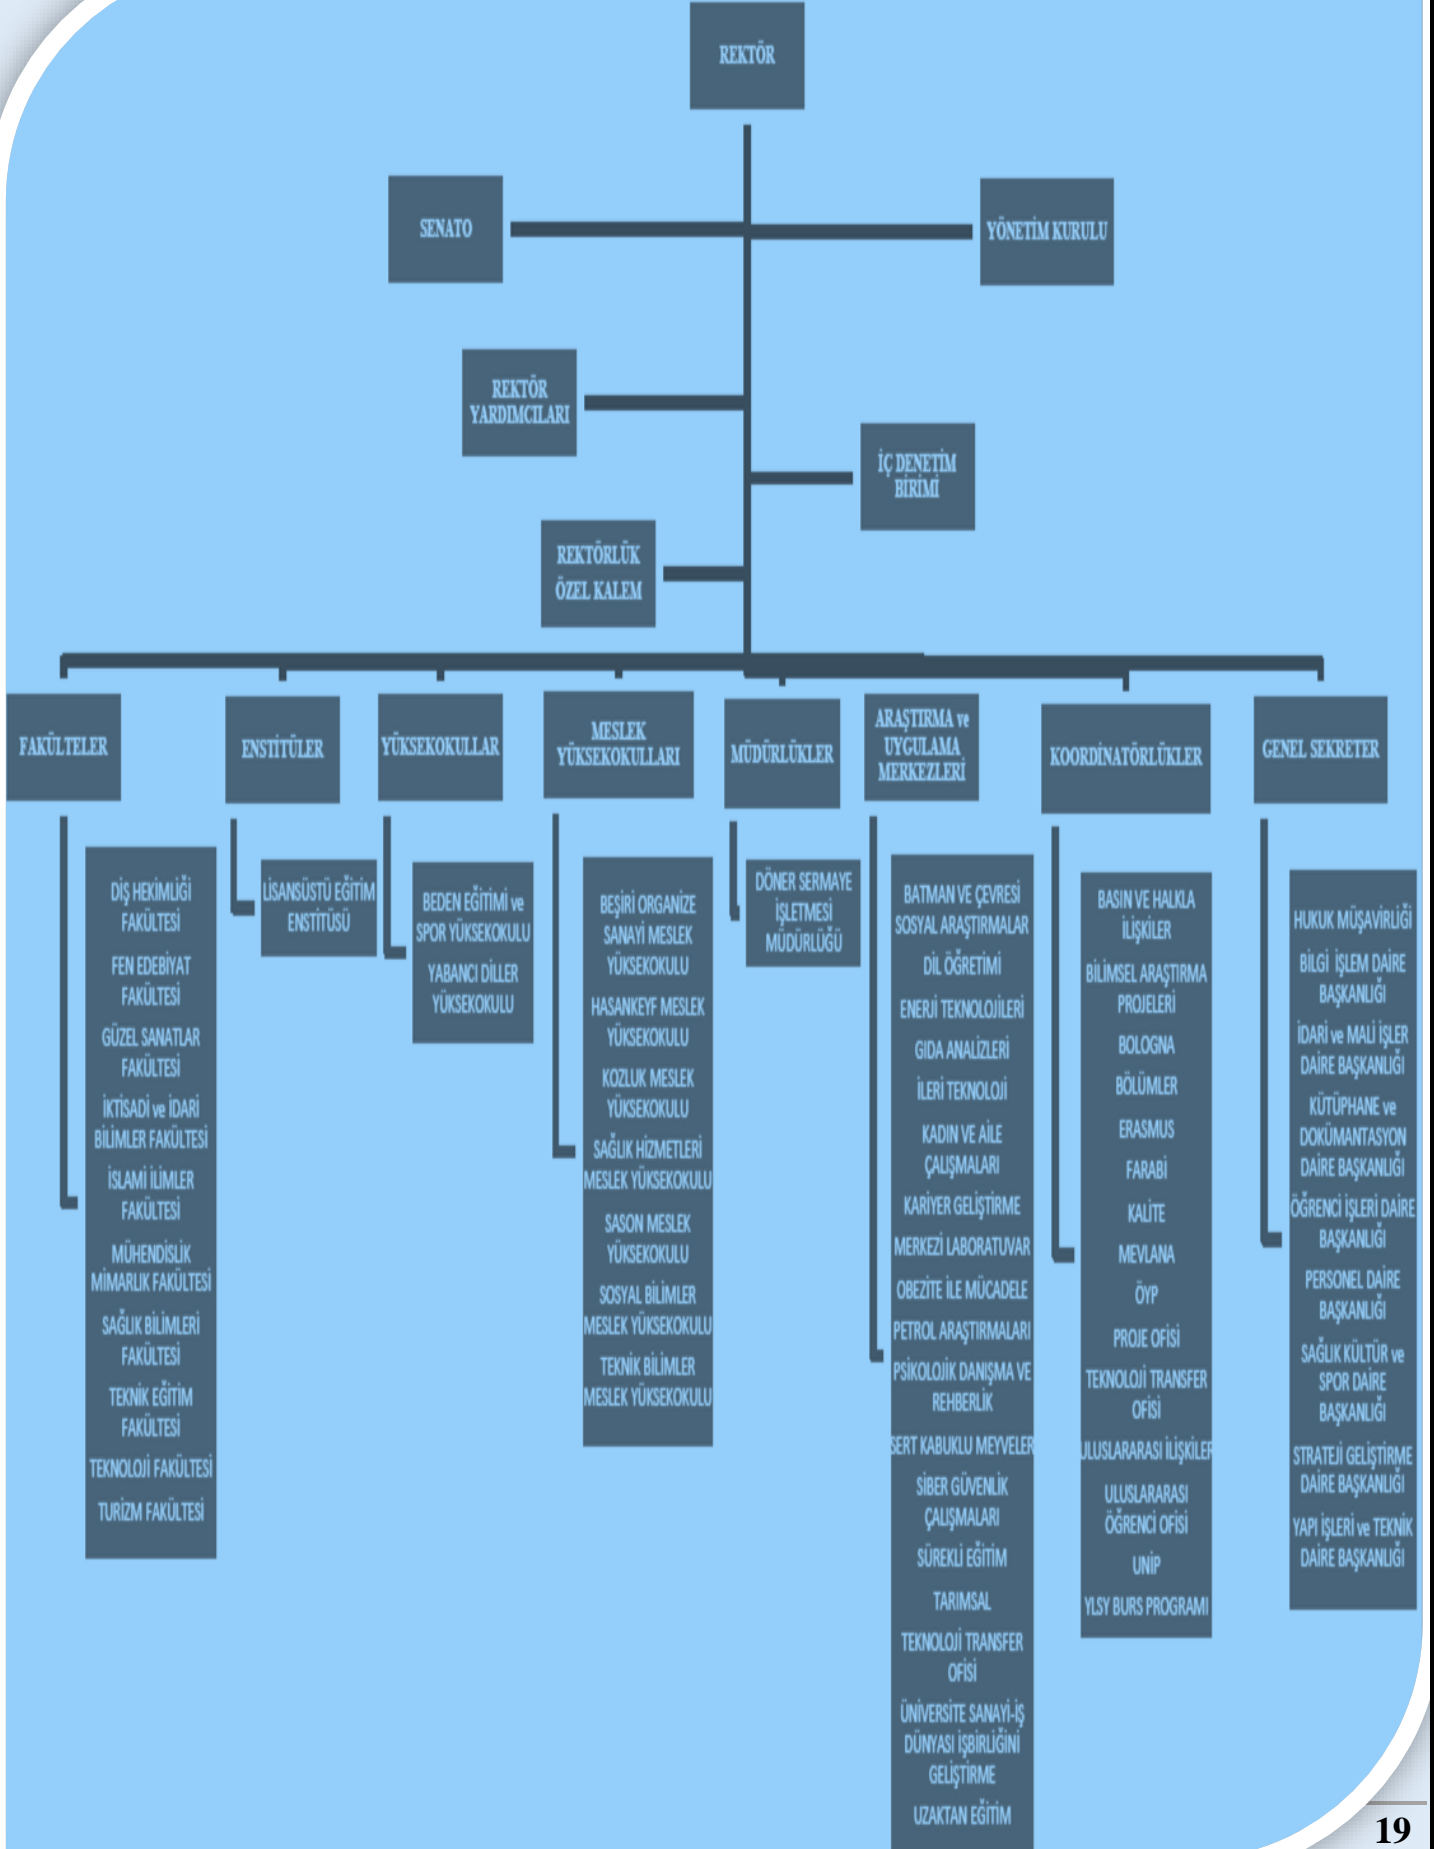 REKTÖR
SENATO
YÖNETİM KURULU
REKTÖR
YARDIMCILARI
İÇ DENETİM
BİRİMİ
REKTÖRLÜK
ÖZEL KALEM
FAKÜLTELER
ENSTİTÜLER
YÜKSEKOKULLAR
MESLEK
YÜKSEKOKULLARI
MÜDÜRLÜKLER
ARAŞTIRMA ve
UYGULAMA
MERKEZLERİ
KOORDİNATÖRLÜKLER
GENEL SEKRETER
DİŞ HEKİMLİĞİ
FAKÜLTESİ
FEN EDEBİYAT
FAKÜLTESİ
GÜZEL SANATLAR
FAKÜLTESİ
İKTİSADİ ve İDARİ
BİLİMLER FAKÜLTESİ
İSLAMİ İLİMLER
FAKÜLTESİ
MÜHENDİSLİK
MİMARLIK FAKÜLTESİ
SAĞLIK BİLİMLERİ
FAKÜLTESİ
TEKNİK EĞİTİM
FAKÜLTESİ
TEKNOLOJİ FAKÜLTESİ
TURİZM FAKÜLTESİ
LİSANSÜSTÜ EĞİTİM
ENSTİTÜSÜ
BEDEN EĞİTİMİ ve
SPOR YÜKSEKOKULU
YABANCI DİLLER
YÜKSEKOKULU
BEŞİRİ ORGANİZE
SANAYİ MESLEK
YÜKSEKOKULU
HASANKEYF MESLEK
YÜKSEKOKULU
KOZLUK MESLEK
YÜKSEKOKULU
SAĞLIK HİZMETLERİ
MESLEK YÜKSEKOKULU
SASON MESLEK
YÜKSEKOKULU
SOSYAL BİLİMLER
MESLEK YÜKSEKOKULU
TEKNİK BİLİMLER
MESLEK YÜKSEKOKULU
DÖNER SERMAYE
İŞLETMESİ
MÜDÜRLÜĞÜ
BATMAN VE ÇEVRESİ
SOSYAL ARAŞTIRMALAR
DİL ÖĞRETİMİ
ENERJİ TEKNOLOJİLERİ
GIDA ANALİZLERİ
İLERİ TEKNOLOJİ
KADIN VE AİLE
ÇALIŞMALARI
KARİYER GELİŞTİRME
MERKEZİ LABORATUVAR
OBEZİTE İLE MÜCADELE
PETROL ARAŞTIRMALARI
PSİKOLOJİK DANIŞMA VE
REHBERLİK
SERT KABUKLU MEYVELER
SİBER GÜVENLİK
ÇALIŞMALARI
SÜREKLİ EĞİTİM
TARIMSAL
TEKNOLOJİ TRANSFER
OFİSİ
ÜNİVERSİTE SANAYİ-İŞ
DÜNYASI İŞBİRLİĞİNİ
GELİŞTİRME
UZAKTAN EĞİTİM
BASIN VE HALKLA
İLİŞKİLER
BİLİMSEL ARAŞTIRMA
PROJELERİ
BOLOGNA
BÖLÜMLER
ERASMUS
FARABİ
KALİTE
MEVLANA
ÖYP
PROJE OFİSİ
TEKNOLOJİ TRANSFER
OFİSİ
ULUSLARARASI İLİŞKİLER
ULUSLARARASI
ÖĞRENCİ OFİSİ
UNİP
YLSY BURS PROGRAMI
HUKUK MÜŞAVİRLİĞİ
BİLGİ İŞLEM DAİRE
BAŞKANLIĞI
İDARİ ve MALİ İŞLER
DAİRE BAŞKANLIĞI
KÜTÜPHANE ve
DOKÜMANTASYON
DAİRE BAŞKANLIĞI
ÖĞRENCİ İŞLERİ DAİRE
BAŞKANLIĞI
PERSONEL DAİRE
BAŞKANLIĞI
SAĞLIK KÜLTÜR ve
SPOR DAİRE
BAŞKANLIĞI
STRATEJİ GELİŞTİRME
DAİRE BAŞKANLIĞI
YAPI İŞLERİ ve TEKNİK
DAİRE BAŞKANLIĞI
19